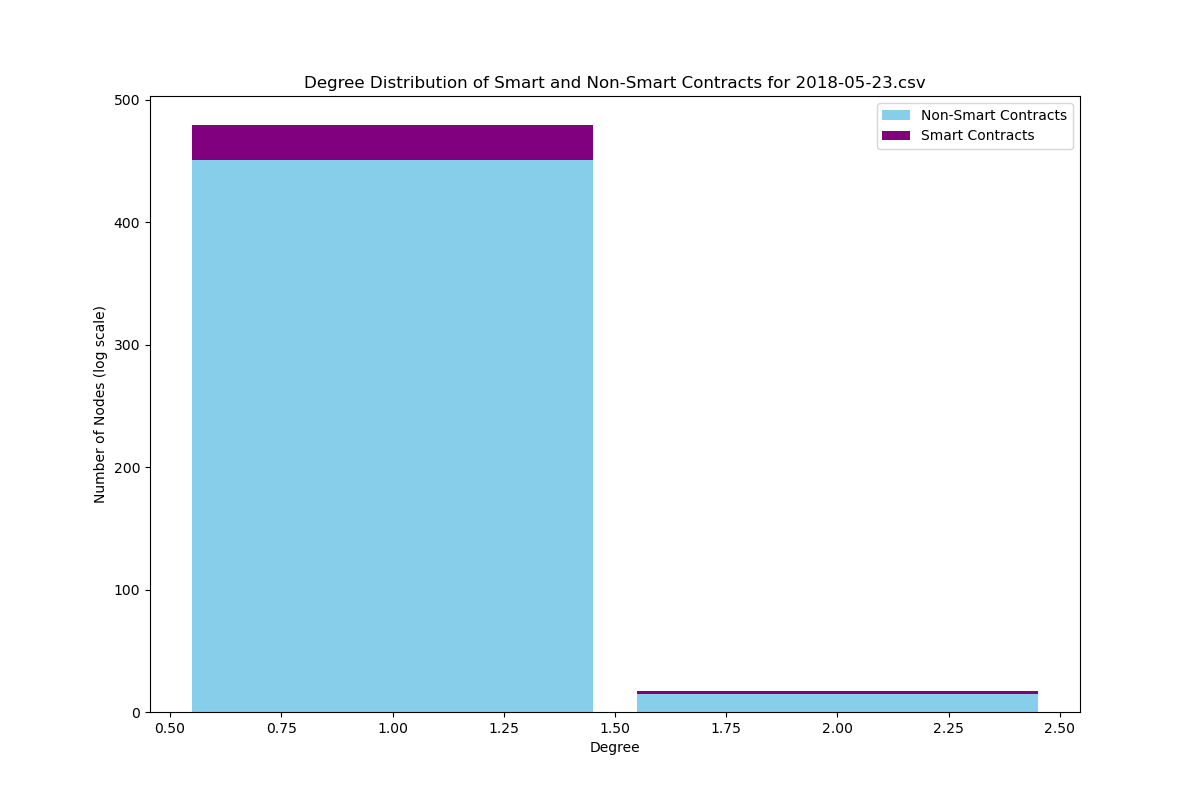 Degree Distribution of Smart and Non-Smart Contracts for 2018-05-23.csv
Non-Smart Contracts
Smart Contracts
500
400
300
200
100
0
Number of Nodes (log scale)
0.50 0.75 1.00 1.25 1.50 1.75 2.00 2.25 2.50
Degree